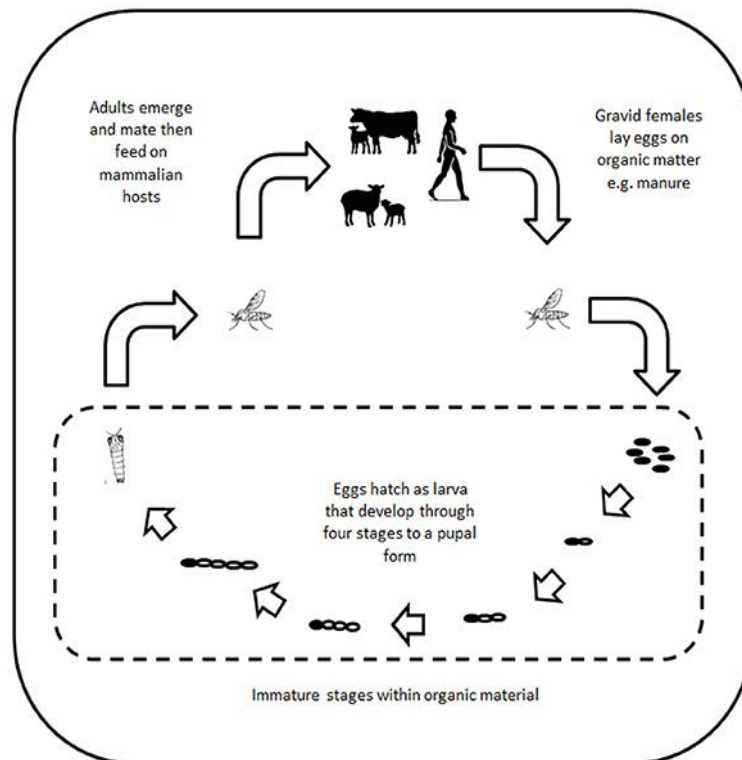 Adults emerge
and mate then
feed on
mammalian
hosts
Gravid females
lay eggs on
organic matter
e.g. manure
Eggs hatch as larva
that develop through
four stages to a pupal
form
Immature stages within organic material